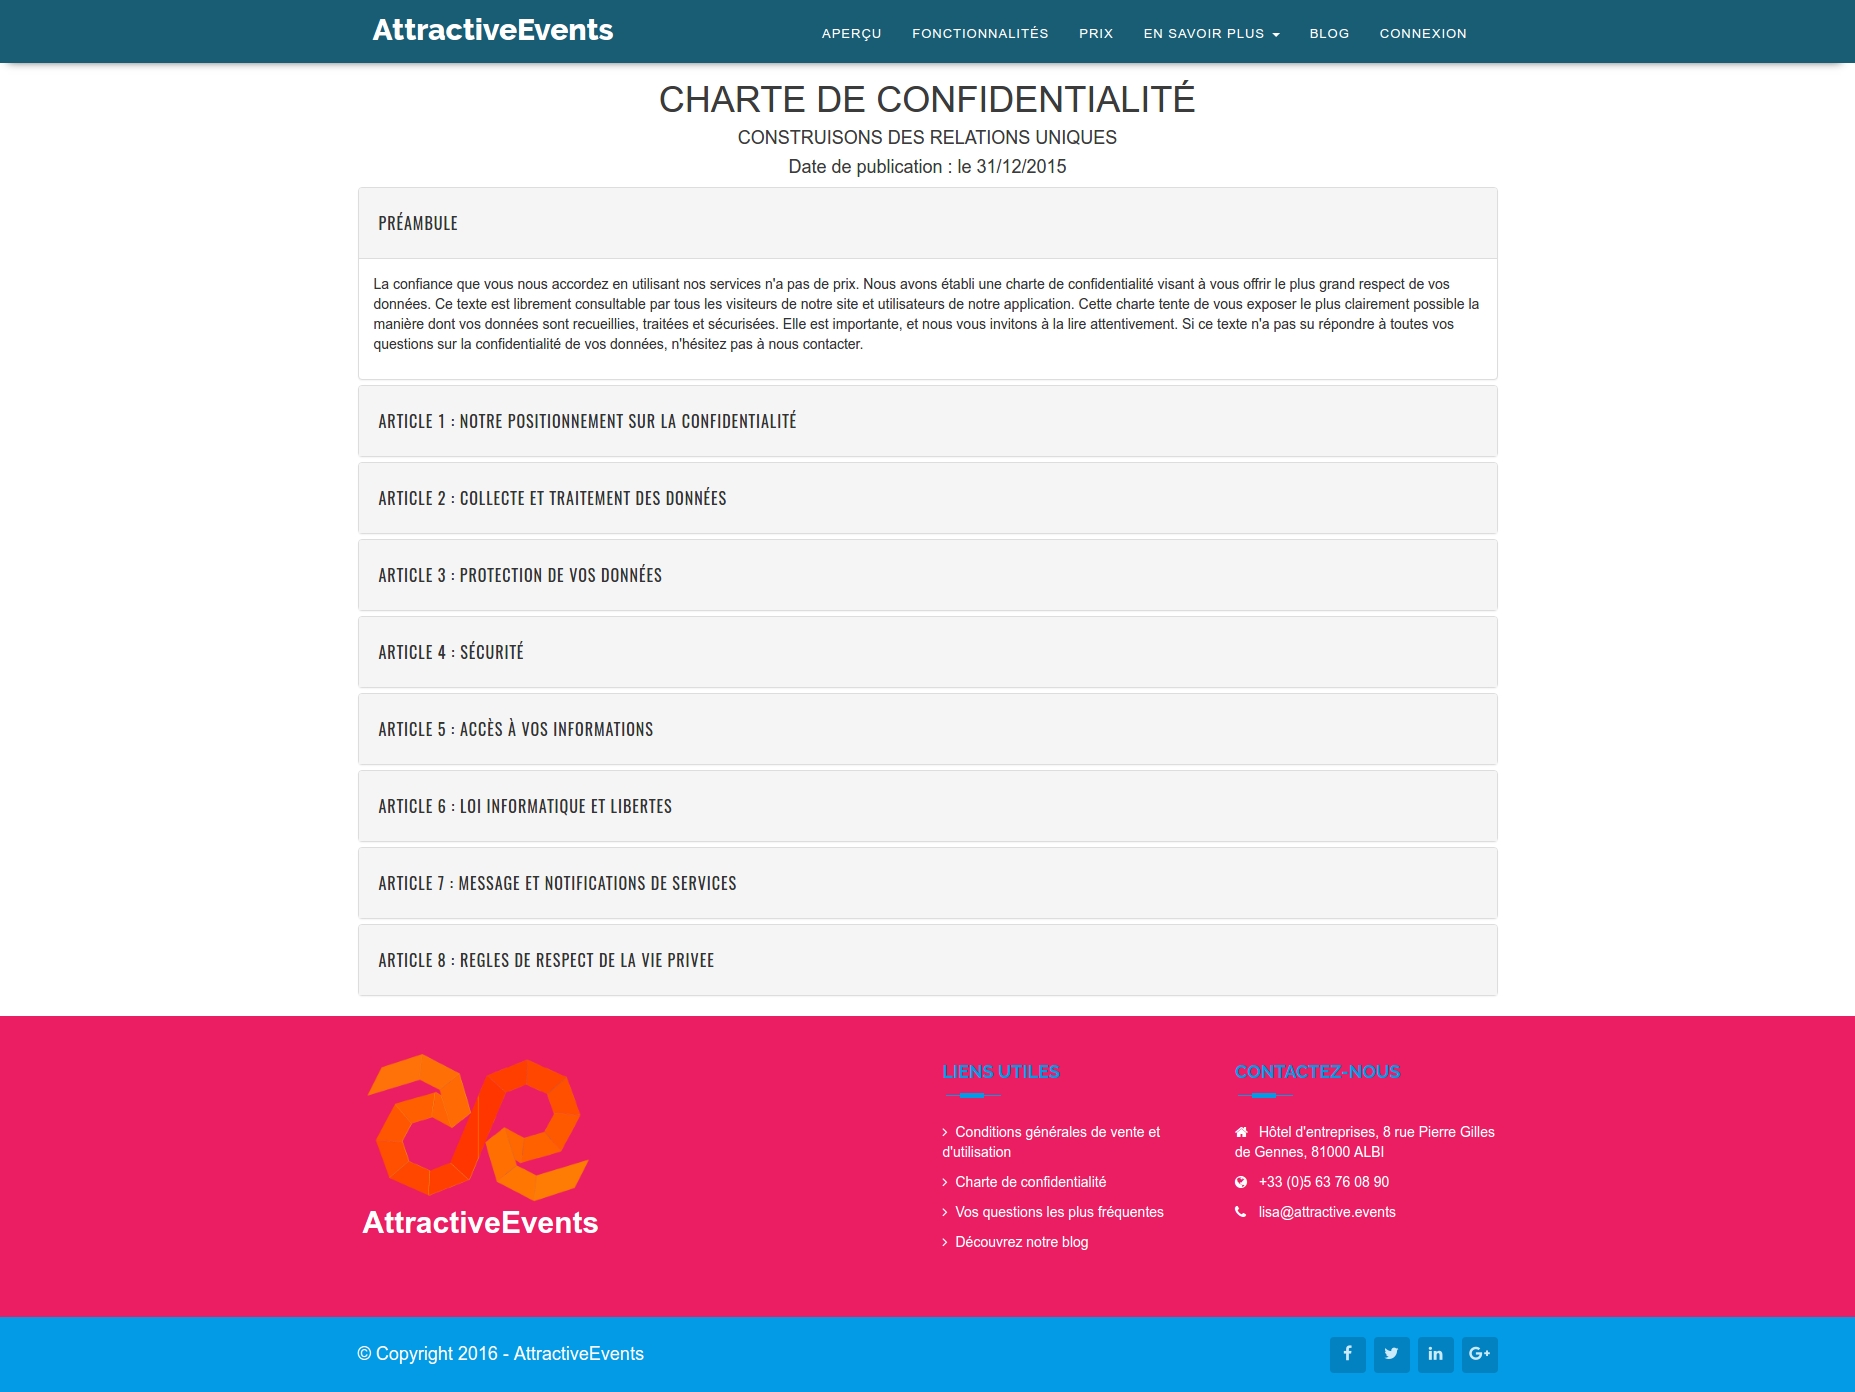 AttractiveEvents
APERÇU FONCTIONNALITÉS PRIX EN SAVOIR PLUS BLOG CONNEXION
CHARTE DE CONFIDENTIALITÉ
CONSTRUISONS DES RELATIONS UNIQUES
Date de publication : le 31/12/2015
PRÉAMBULE
La confiance que vous nous accordez en utilisant nos services n'a pas de prix. Nous avons établi une charte de confidentialité visant à vous offrir le plus grand respect de vos
données. Ce texte est librement consultable par tous les visiteurs de notre site et utilisateurs de notre application. Cette charte tente de vous exposer le plus clairement possible la
manière dont vos données sont recueillies, traitées et sécurisées. Elle est importante, et nous vous invitons à la lire attentivement. Si ce texte n'a pas su répondre à toutes vos
questions sur la confidentialité de vos données, n'hésitez pas à nous contacter.
ARTICLE 1 : NOTRE POSITIONNEMENT SUR LA CONFIDENTIALITÉ
ARTICLE 2 : COLLECTE ET TRAITEMENT DES DONNÉES
ARTICLE 3 : PROTECTION DE VOS DONNÉES
ARTICLE 4 : SÉCURITÉ
ARTICLE 5 : ACCÈS À VOS INFORMATIONS
ARTICLE 6 : LOI INFORMATIQUE ET LIBERTES
ARTICLE 7 : MESSAGE ET NOTIFICATIONS DE SERVICES
ARTICLE 8 : REGLES DE RESPECT DE LA VIE PRIVEE
AttractiveEvents
LIENS UTILES
Conditions générales de vente et
d'utilisation
Charte de confidentialité
Vos questions les plus fréquentes
Découvrez notre blog
CONTACTEZ-NOUS
Hôtel d'entreprises, 8 rue Pierre Gilles
de Gennes, 81000 ALBI
+33 (0)5 63 76 08 90
lisa@attractive.events
© Copyright 2016 - AttractiveEvents